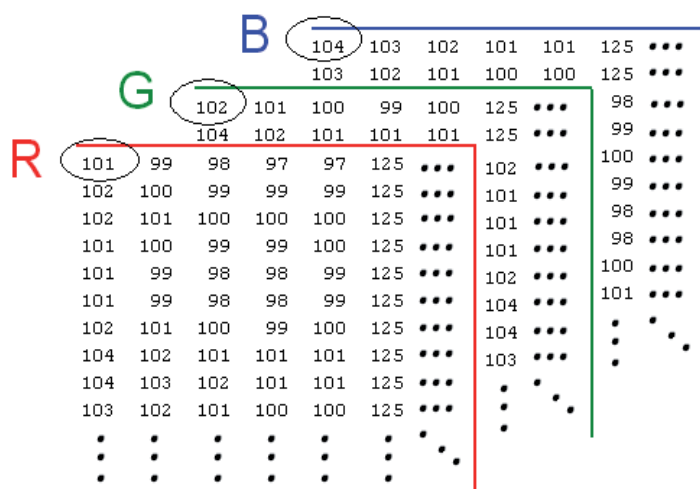 B 104 103 102 101 101 125 •••
103 102 101 100 100 125 •••
G 102 101 100 99 100 125 ••• 98 •••
104 102 101 101 101 125 ••• 99 •••
R 101 99 98 97 97 125 ••• 102 ••• 100 •••
102 100 99 99 99 125 ••• 101 ••• 99 •••
102 101 100 100 100 125 ••• 101 ••• 98 •••
101 100 99 99 100 125 ••• 101 ••• 98 •••
101 99 98 98 99 125 ••• 102 ••• 100 •••
101 99 98 98 99 125 ••• 104 ••• 101 •••
102 101 100 99 100 125 ••• 104 •••
104 102 101 101 101 125 ••• 103 •••
104 103 102 101 101 125 •••
103 102 101 100 100 125 •••